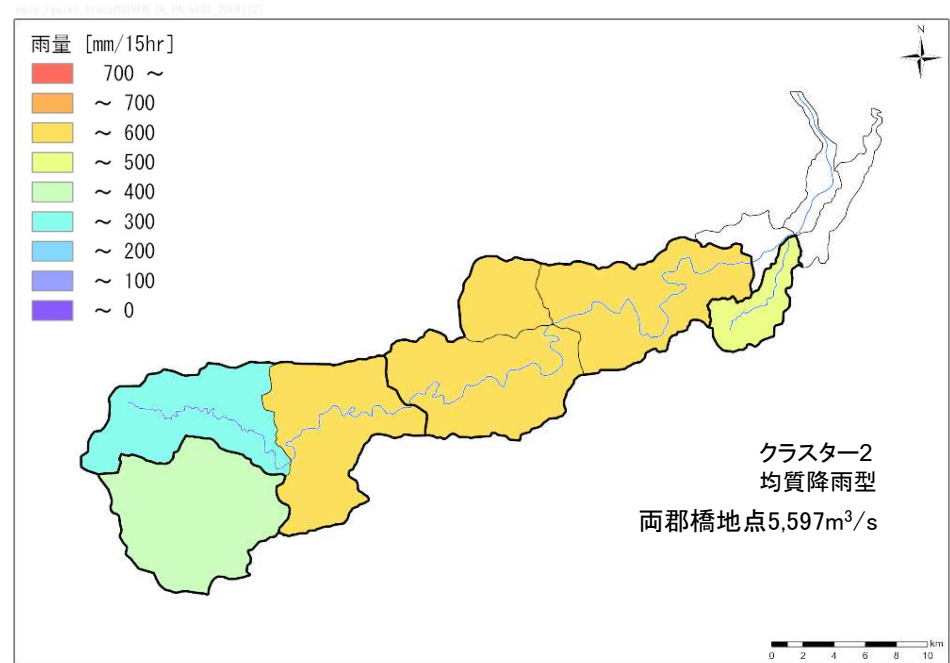 雨量 [mm/15hr]
700 ～
～ 700
～ 600
～ 500
～ 400
～ 300
～ 200
～ 100
～ 0
N
クラスター2
均質降雨型
両郡橋地点5,597m³/s
km
0 2 4 6 8 10